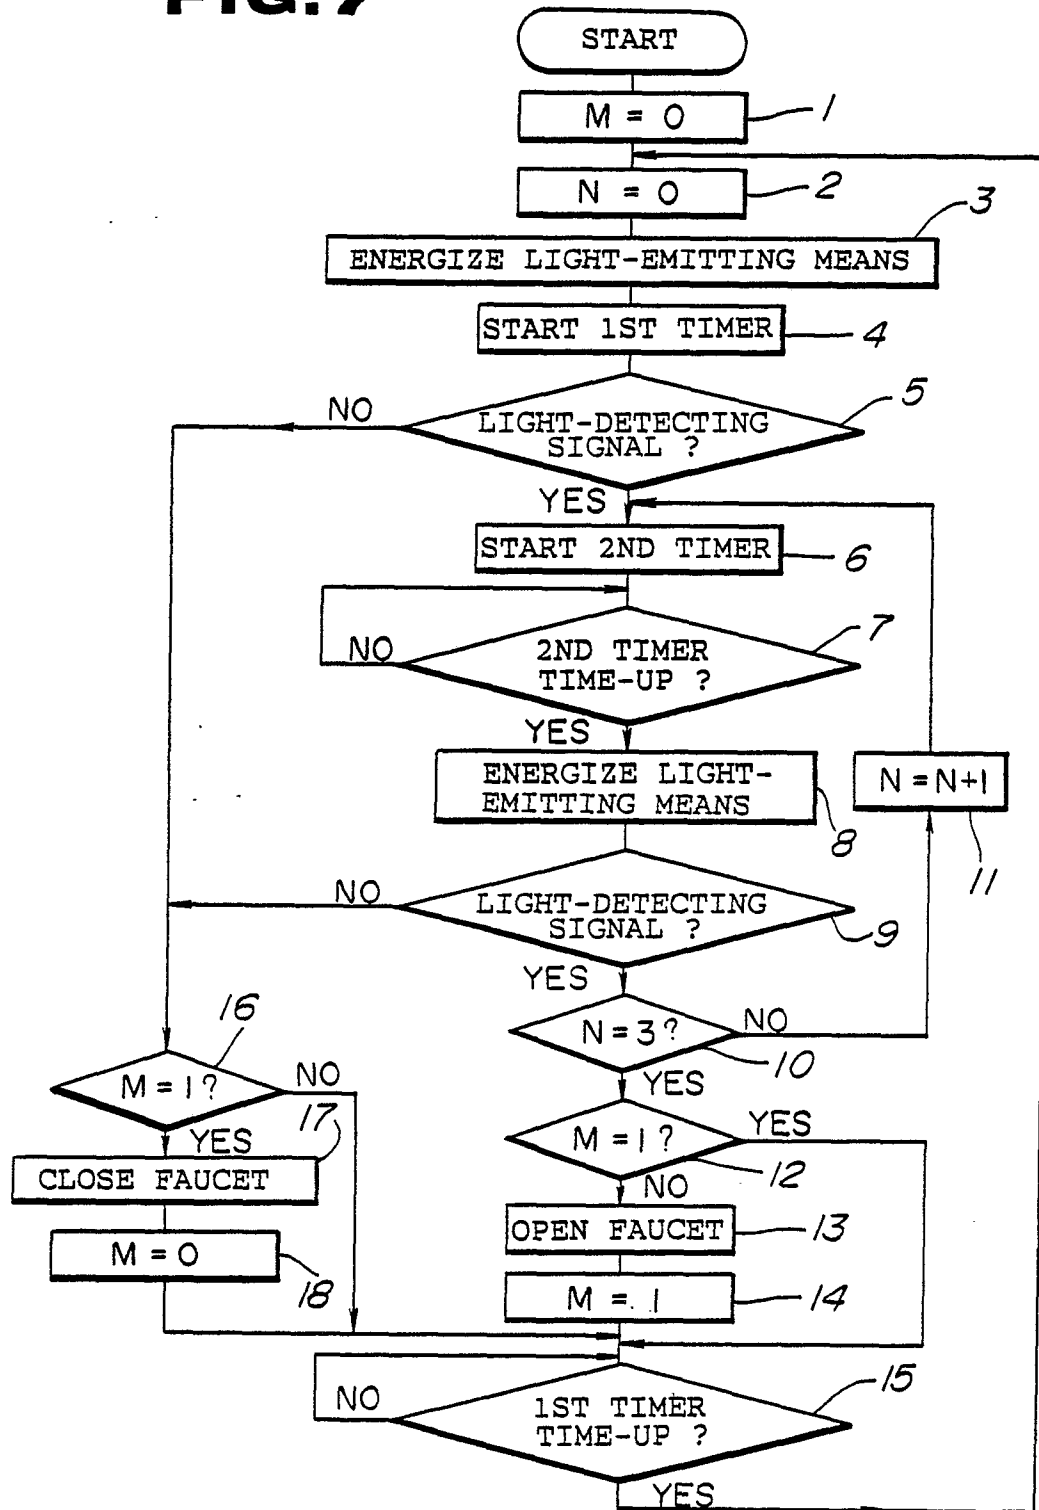 FIG. 7
START
M = 0
1
N = 0
2
3
ENERGIZE LIGHT-EMITTING MEANS
START 1ST TIMER
4
5
NO
LIGHT-DETECTING
SIGNAL ?
YES
START 2ND TIMER
6
7
NO
2ND TIMER
TIME-UP ?
YES
ENERGIZE LIGHT-
EMITTING MEANS
8
N = N+1
11
NO
LIGHT-DETECTING
SIGNAL ?
9
YES
N = 3 ?
NO
10
YES
16
M = 1 ?
NO
YES
17
CLOSE FAUCET
M = 0
18
M = 1 ?
YES
12
NO
OPEN FAUCET
13
M = 1
14
15
NO
1ST TIMER
TIME-UP ?
YES